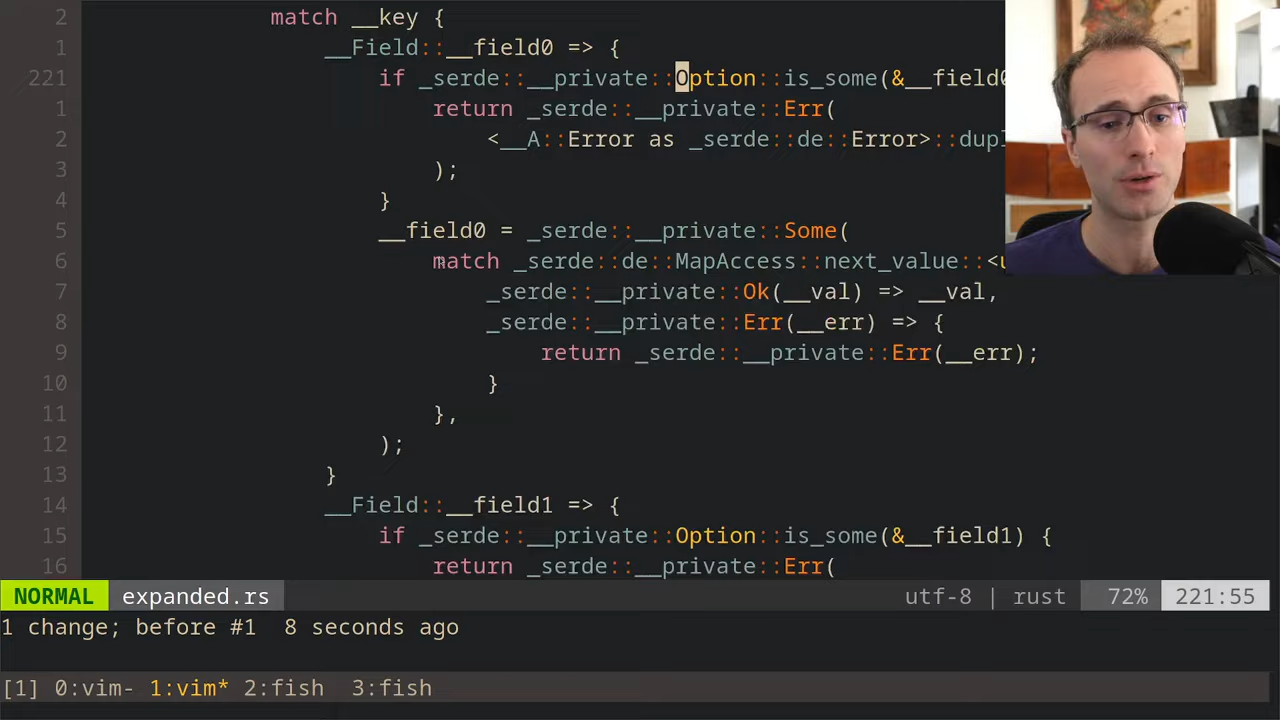 2 match __key {
1 __Field::__field0 => {
221 if _serde::__private::Option::is_some(&__field0
1 return _serde::__private::Err(
2 <__A::Error as _serde::de::Error>::dupl
3 );
4 }
5 __field0 = _serde::__private::Some(
6 match _serde::de::MapAccess::next_value::<u
7 _serde::__private::Ok(__val) => __val,
8 _serde::__private::Err(__err) => {
9 return _serde::__private::Err(__err);
10 }
11 },
12 );
13 }
14 __Field::__field1 => {
15 if _serde::__private::Option::is_some(&__field1) {
16 return _serde::__private::Err(
NORMAL expanded.rs utf-8 | rust 72% 221:55
1 change; before #1 8 seconds ago
[1] 0:vim- 1:vim* 2:fish 3:fish